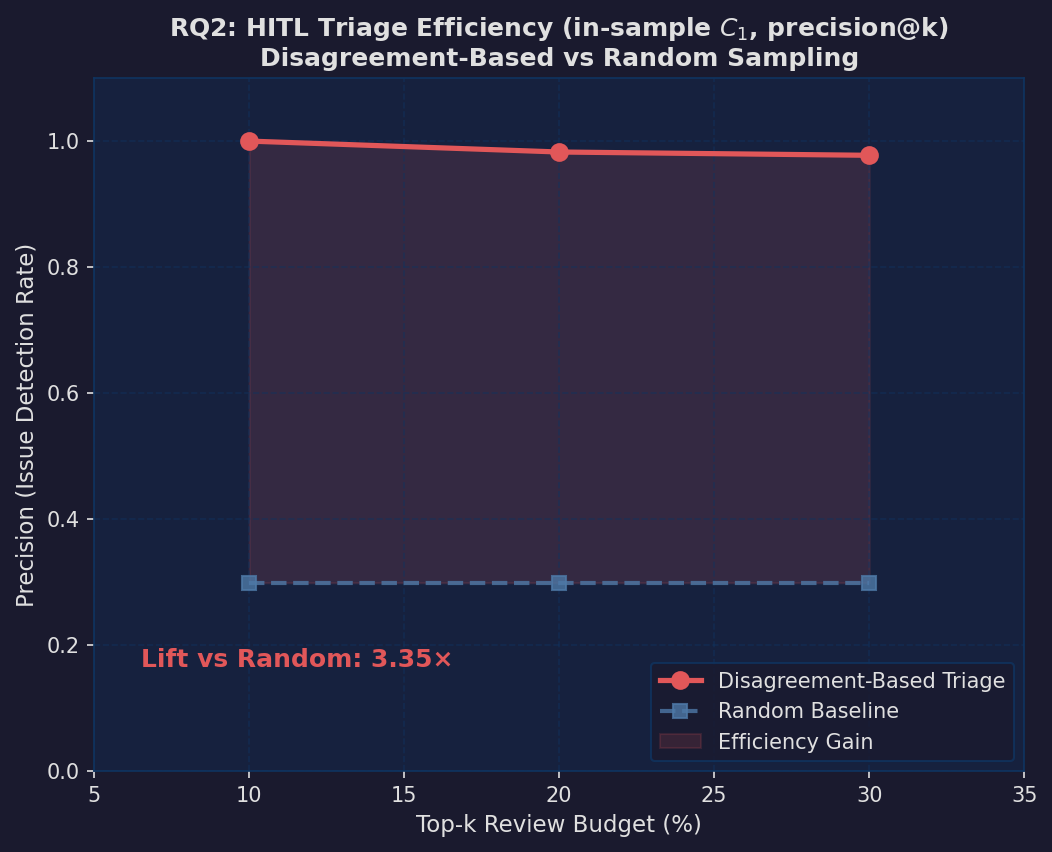 RQ2: HITL Triage Efficiency (in-sample C₁, precision@k)
Disagreement-Based vs Random Sampling
Precision (Issue Detection Rate)
1.0
0.8
0.6
0.4
0.2
0.0
Lift vs Random: 3.35×
Disagreement-Based Triage
Random Baseline
Efficiency Gain
5 10 15 20 25 30 35
Top-k Review Budget (%)